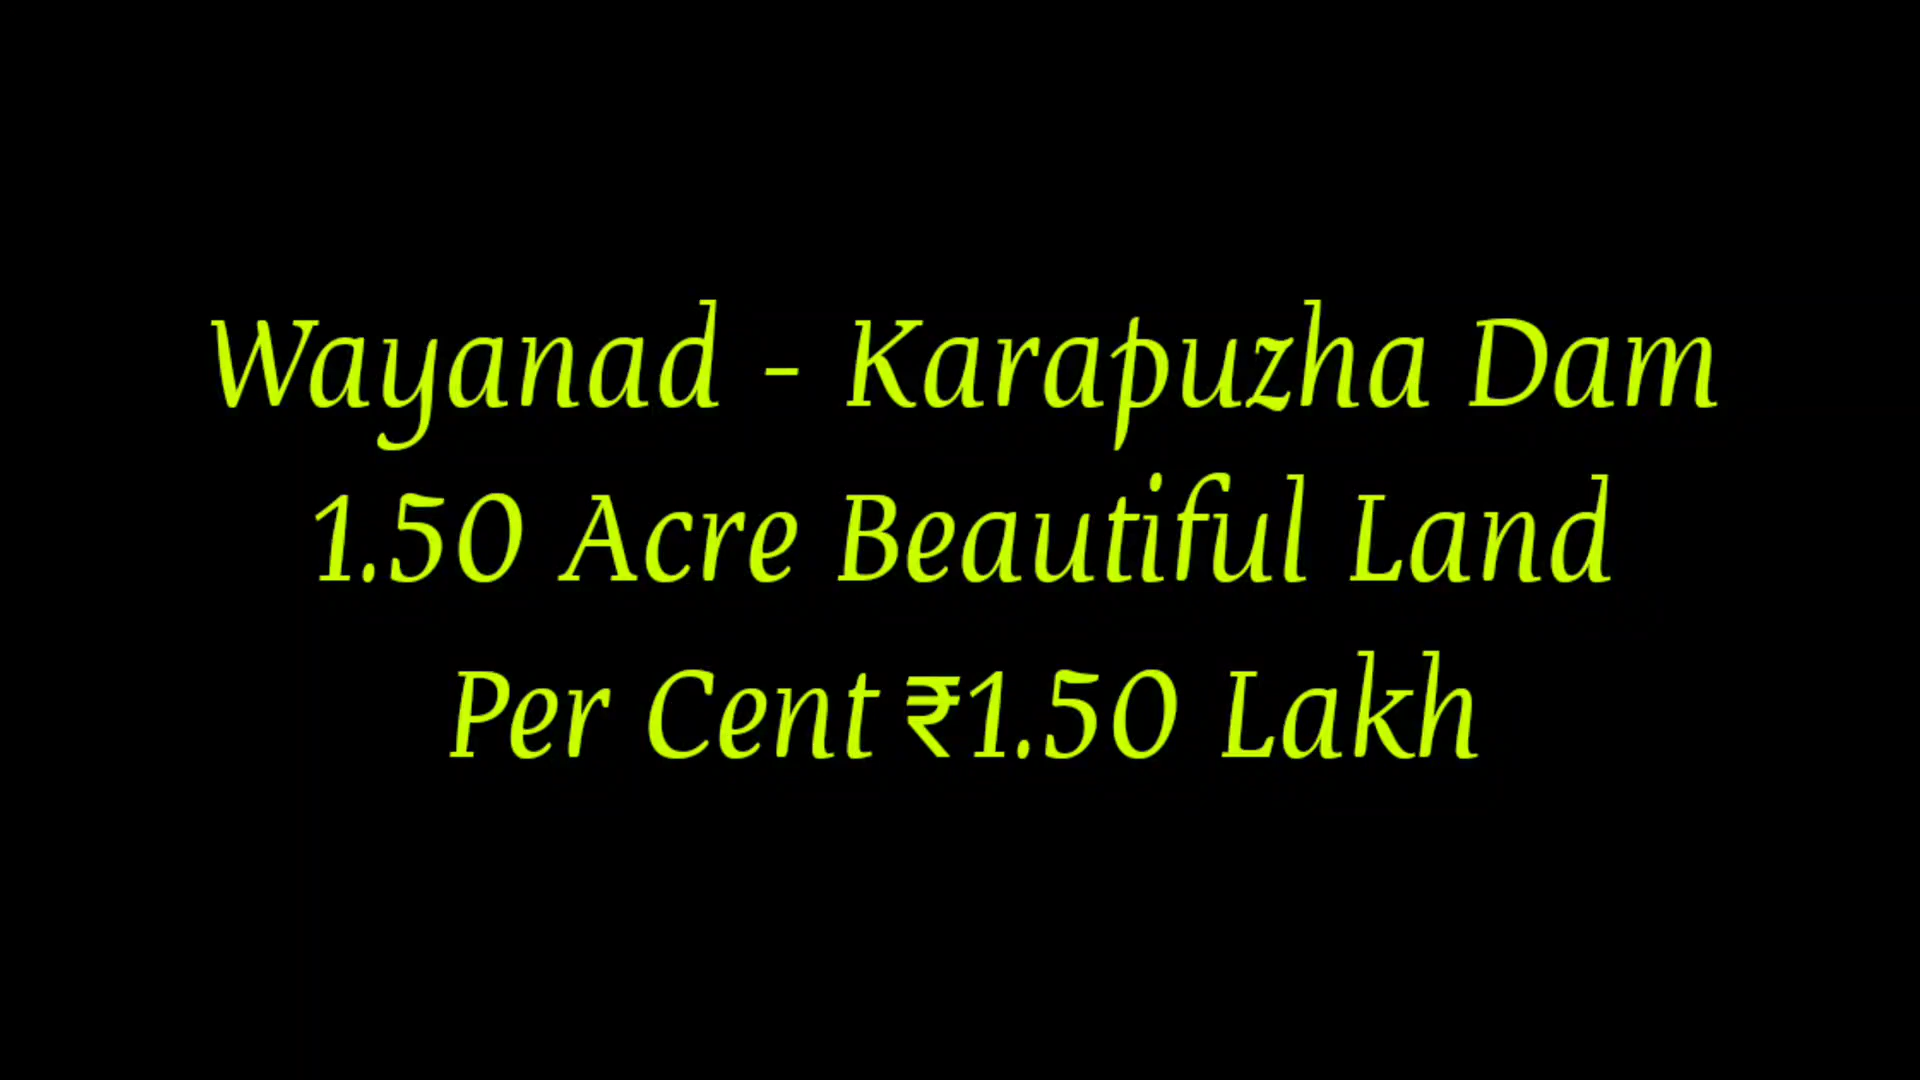 Wayanad - Karapuzha Dam
1.50 Acre Beautiful Land
Per Cent ₹1.50 Lakh